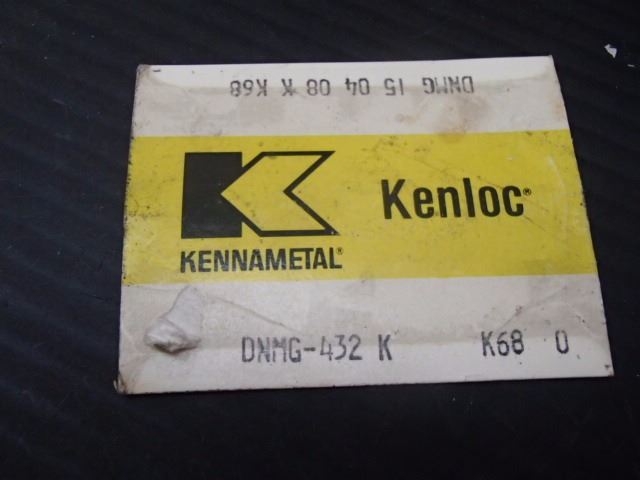 DNMG 15 04 08 K K68
Kenloc®
KENNAMETAL®
DNMG-432 K K68 0